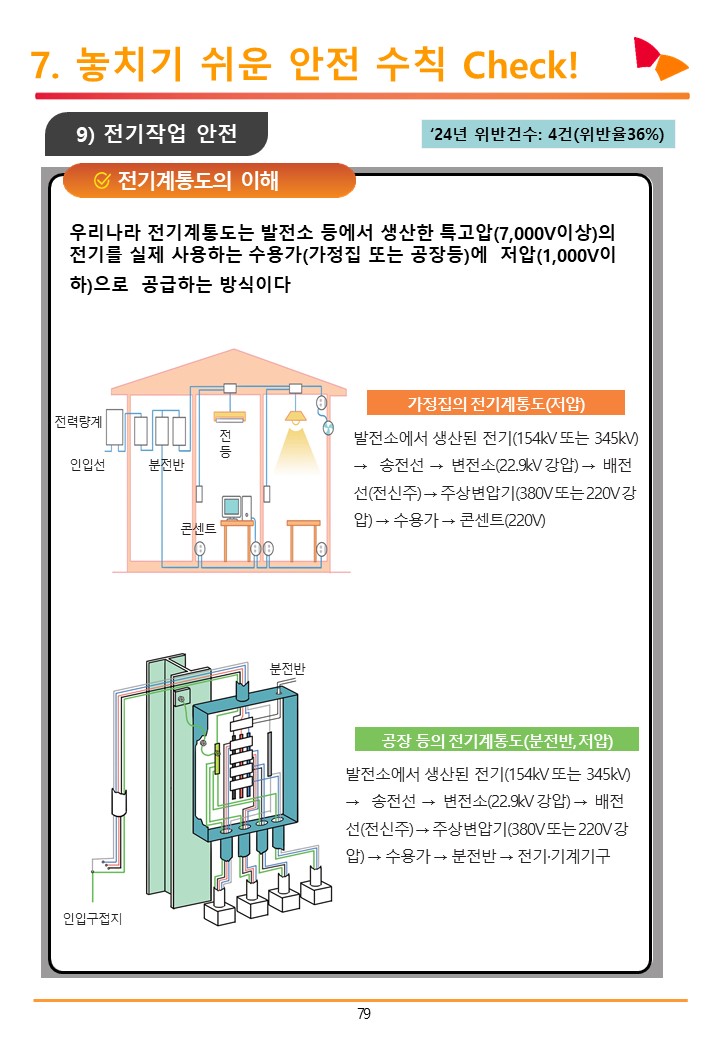 7. 놓치기 쉬운 안전 수칙 Check!
9) 전기작업 안전
‘24년 위반건수: 4건(위반율36%)
전기계통도의 이해
우리나라 전기계통도는 발전소 등에서 생산한 특고압(7,000V이상)의
전기를 실제 사용하는 수용가(가정집 또는 공장등)에 저압(1,000V이
하)으로 공급하는 방식이다
전력량계
인입선
분전반
전
등
콘센트
가정집의 전기계통도(저압)
발전소에서 생산된 전기(154kV 또는 345kV)
→ 송전선 → 변전소(22.9kV 강압) → 배전
선(전신주) → 주상변압기(380V 또는 220V 강
압) → 수용가 → 콘센트(220V)
분전반
인입구접지
공장 등의 전기계통도(분전반,저압)
발전소에서 생산된 전기(154kV 또는 345kV)
→ 송전선 → 변전소(22.9kV 강압) → 배전
선(전신주) → 주상변압기(380V 또는 220V 강
압) → 수용가 → 분전반 → 전기·기계기구
79